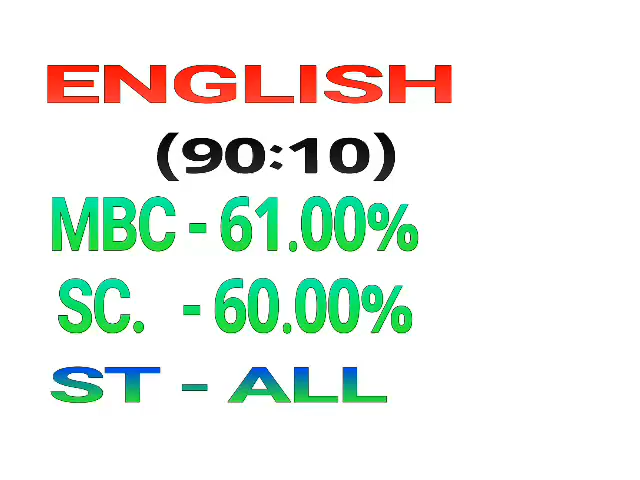 ENGLISH
(90:10)
MBC - 61.00%
SC. - 60.00%
ST - ALL